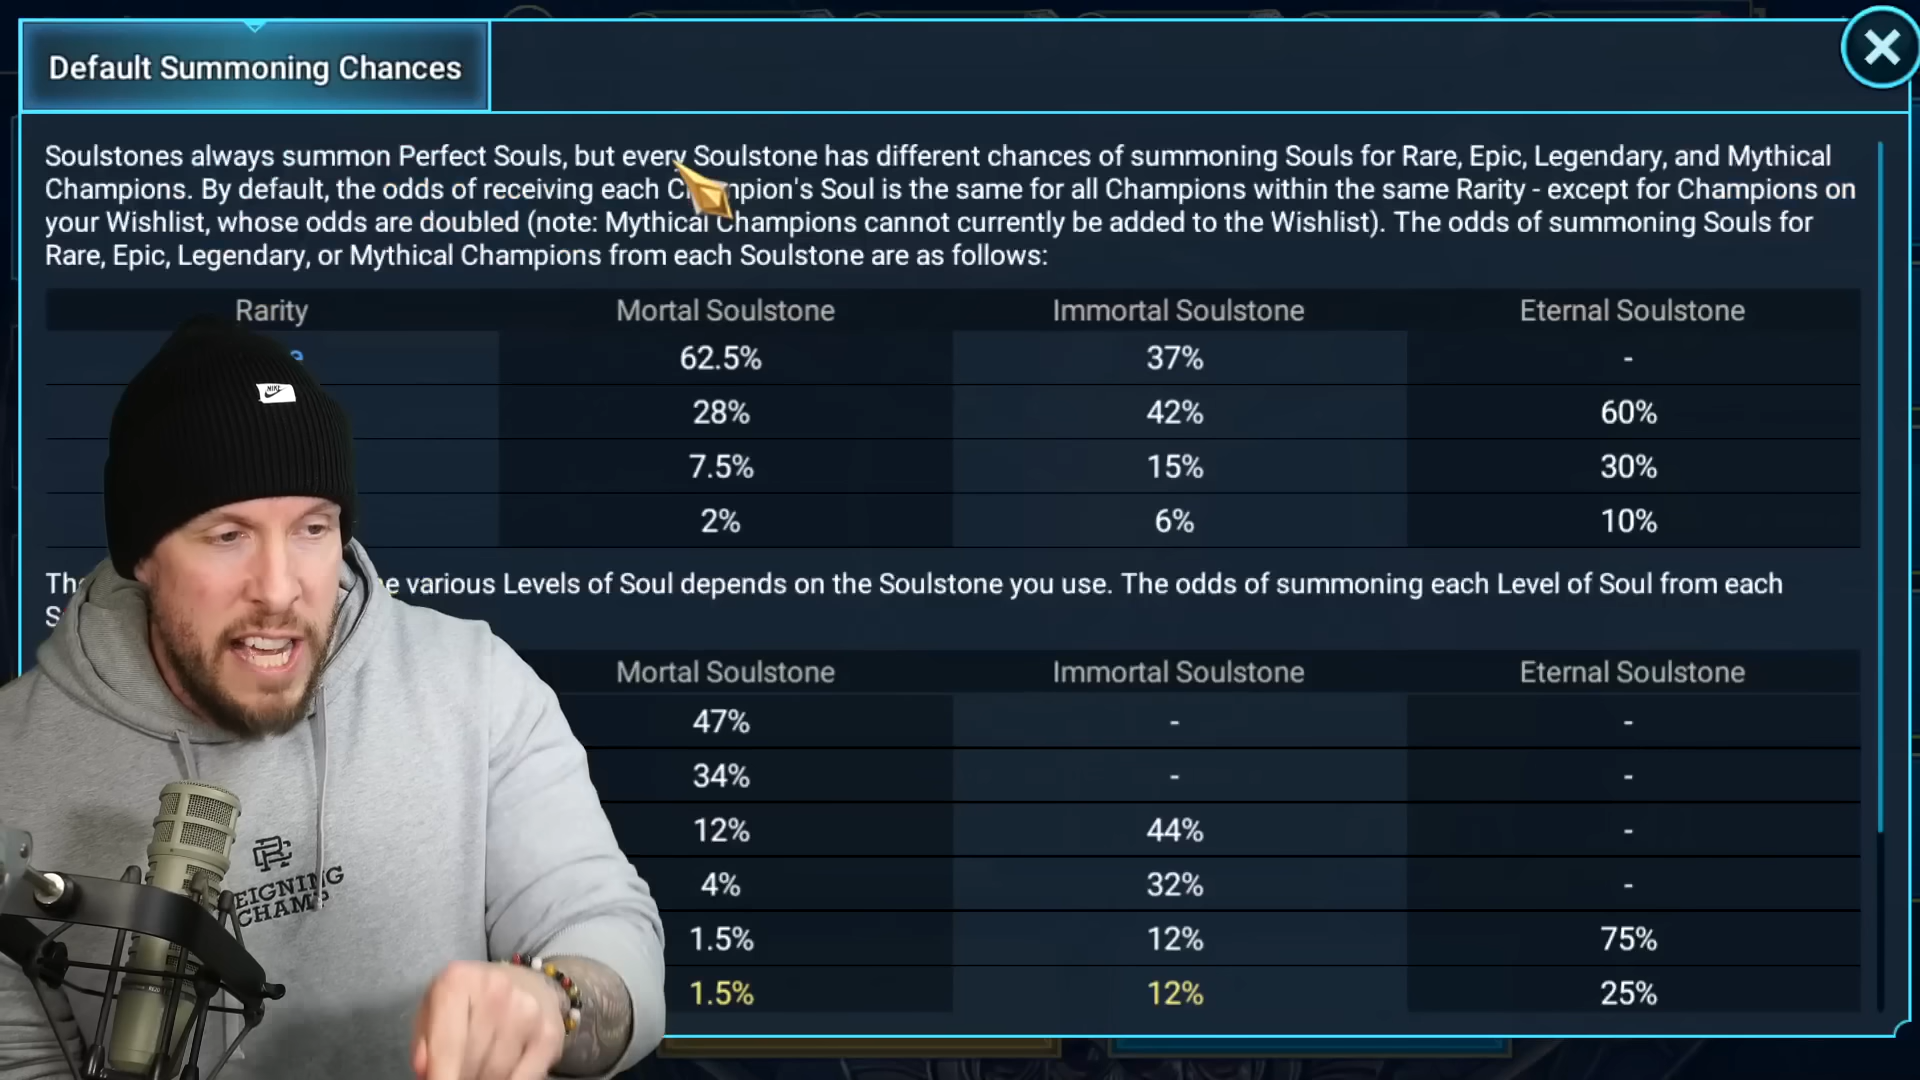 Default Summoning Chances
Soulstones always summon Perfect Souls, but every Soulstone has different chances of summoning Souls for Rare, Epic, Legendary, and Mythical
Champions. By default, the odds of receiving each Champion's Soul is the same for all Champions within the same Rarity - except for Champions on
your Wishlist, whose odds are doubled (note: Mythical Champions cannot currently be added to the Wishlist). The odds of summoning Souls for
Rare, Epic, Legendary, or Mythical Champions from each Soulstone are as follows:
Rarity Mortal Soulstone Immortal Soulstone Eternal Soulstone
62.5% 37% -
28% 42% 60%
7.5% 15% 30%
2% 6% 10%
various Levels of Soul depends on the Soulstone you use. The odds of summoning each Level of Soul from each
Mortal Soulstone Immortal Soulstone Eternal Soulstone
47% - -
34% - -
12% 44% -
4% 32% -
1.5% 12% 75%
1.5% 12% 25%
NIKE
REIGNING
CHAMP